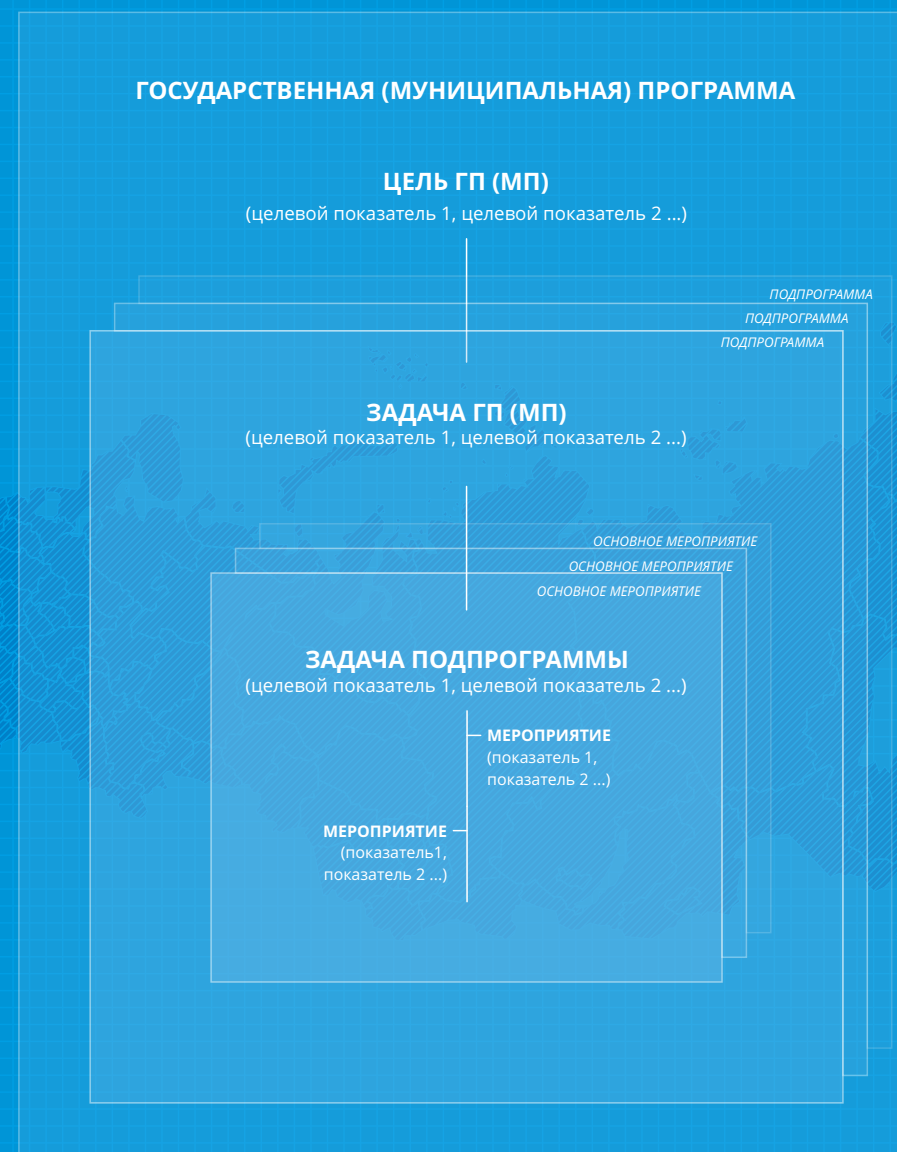 ГОСУДАРСТВЕННАЯ (МУНИЦИПАЛЬНАЯ) ПРОГРАММА
ЦЕЛЬ ГП (МП)
(целевой показатель 1, целевой показатель 2 ...)
ПОДПРОГРАММА
ПОДПРОГРАММА
ПОДПРОГРАММА
ЗАДАЧА ГП (МП)
(целевой показатель 1, целевой показатель 2 ...)
ОСНОВНОЕ МЕРОПРИЯТИЕ
ОСНОВНОЕ МЕРОПРИЯТИЕ
ОСНОВНОЕ МЕРОПРИЯТИЕ
ЗАДАЧА ПОДПРОГРАММЫ
(целевой показатель 1, целевой показатель 2 ...)
МЕРОПРИЯТИЕ
(показатель 1,
показатель 2 ...)
МЕРОПРИЯТИЕ
(показатель1,
показатель 2 ...)